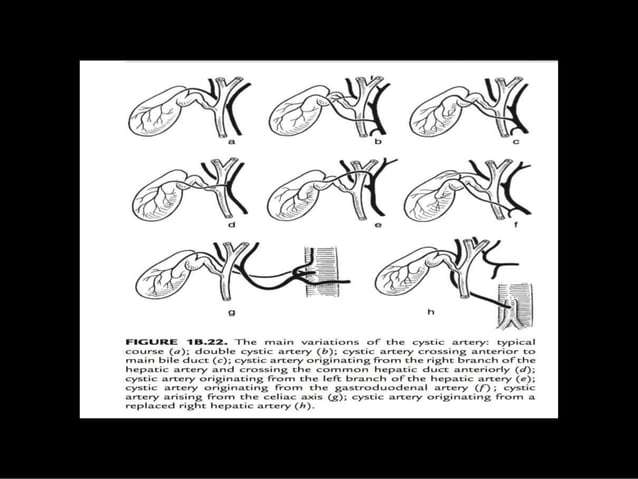 a
b
c
d
e
f
g
h
FIGURE 1B.22. The main variations of the cystic artery: typical
course (a); double cystic artery (b); cystic artery crossing anterior to
main bile duct (c); cystic artery originating from the right branch of the
hepatic artery and crossing the common hepatic duct anteriorly (d);
cystic artery originating from the left branch of the hepatic artery (e);
cystic artery originating from the gastroduodenal artery (f); cystic
artery arising from the celiac axis (g); cystic artery originating from a
replaced right hepatic artery (h).